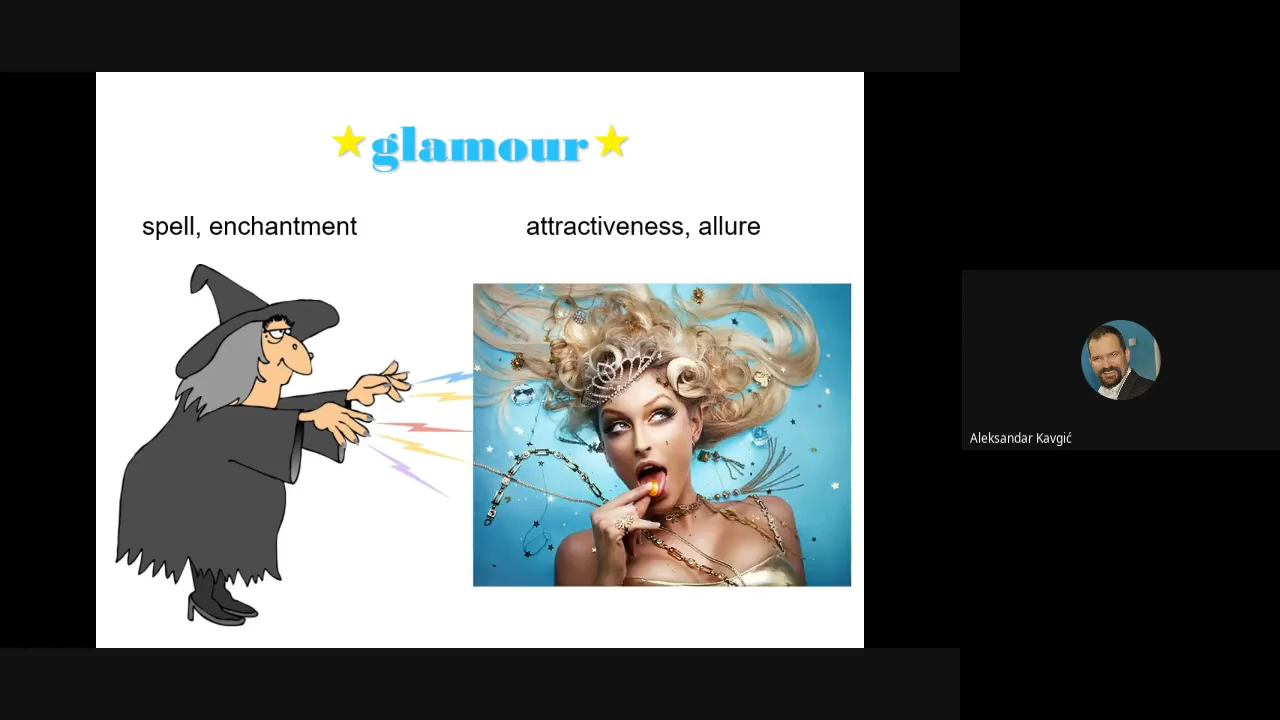 glamour
spell, enchantment
attractiveness, allure
Aleksandar Kavgić